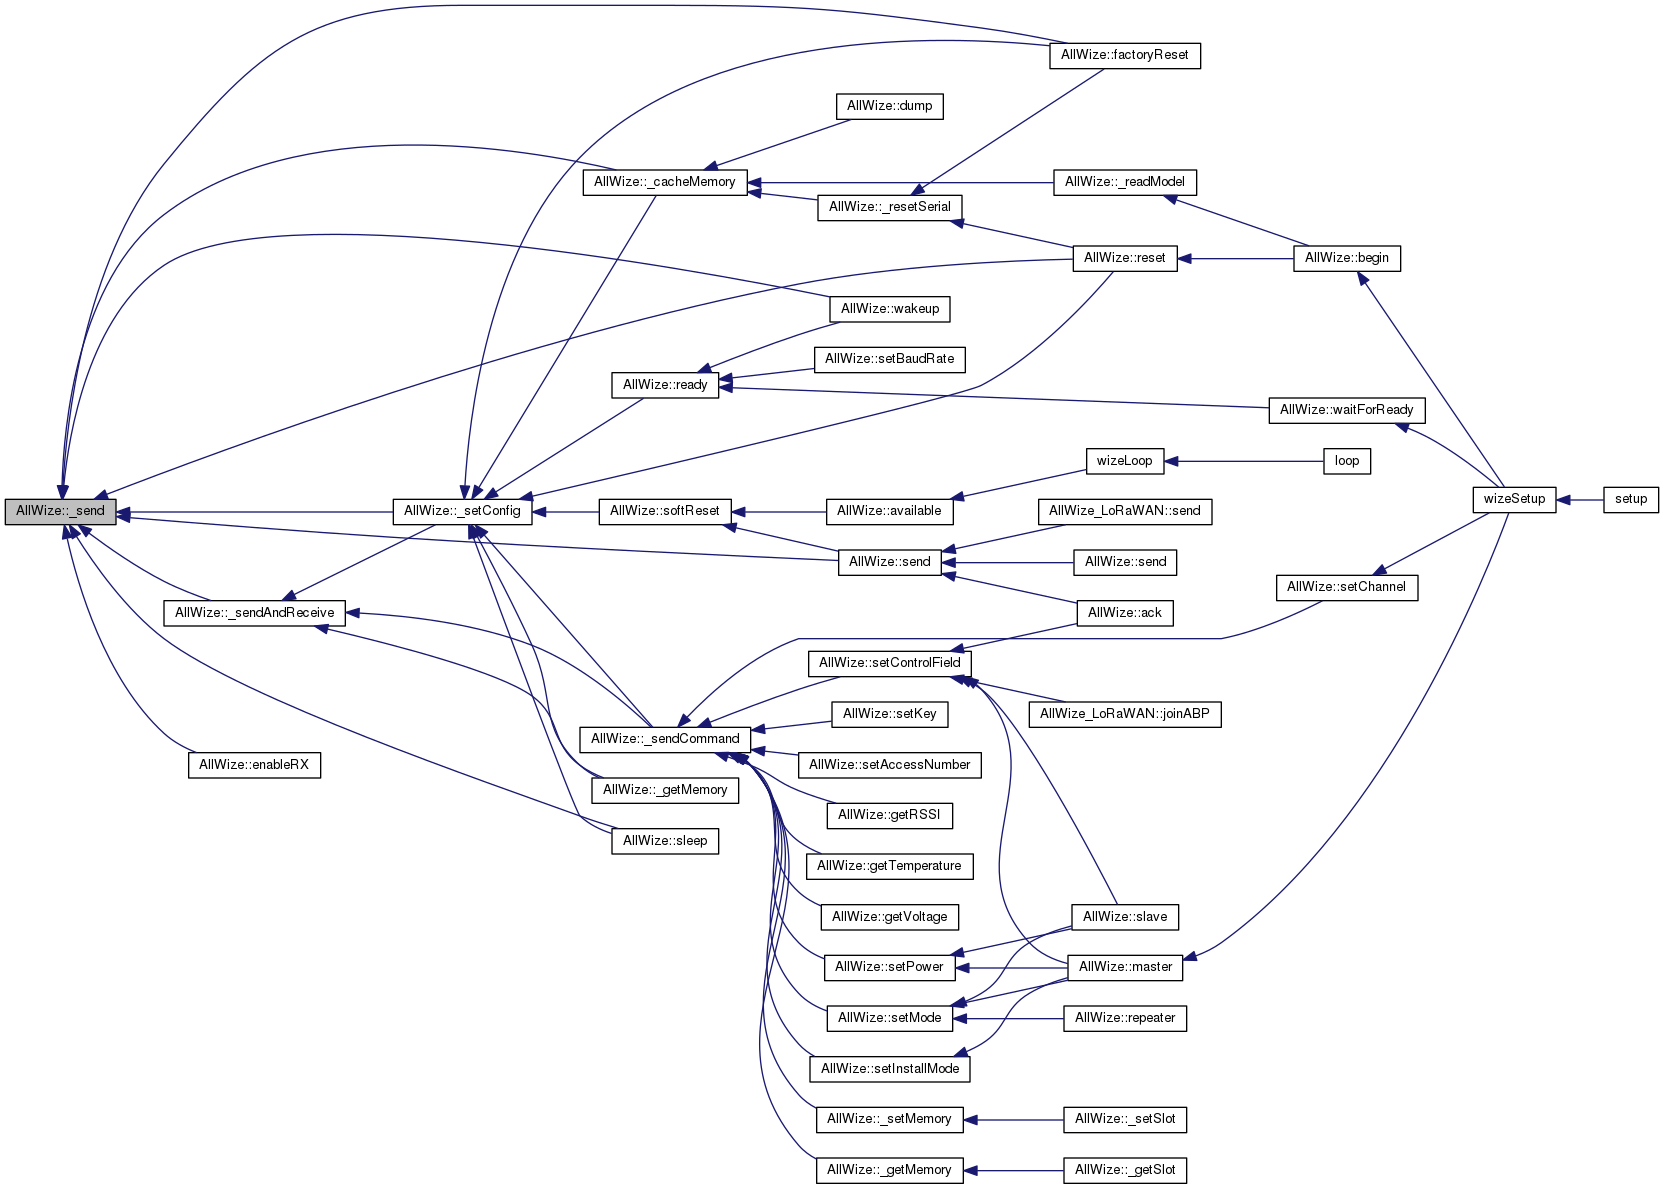 AllWize::factoryReset
AllWize::dump
AllWize::_cacheMemory
AllWize::_readModel
AllWize::_resetSerial
AllWize::reset
AllWize::begin
AllWize::wakeup
AllWize::setBaudRate
AllWize::ready
AllWize::waitForReady
wizeLoop
loop
AllWize::_send
AllWize::_setConfig
AllWize::softReset
AllWize::available
AllWize_LoRaWAN::send
wizeSetup
setup
AllWize::send
AllWize::send
AllWize::setChannel
AllWize::_sendAndReceive
AllWize::ack
AllWize::setControlField
AllWize::setKey
AllWize_LoRaWAN::joinABP
AllWize::_sendCommand
AllWize::enableRX
AllWize::setAccessNumber
AllWize::_getMemory
AllWize::getRSSI
AllWize::sleep
AllWize::getTemperature
AllWize::getVoltage
AllWize::slave
AllWize::setPower
AllWize::master
AllWize::setMode
AllWize::repeater
AllWize::setInstallMode
AllWize::_setMemory
AllWize::_setSlot
AllWize::_getMemory
AllWize::_getSlot